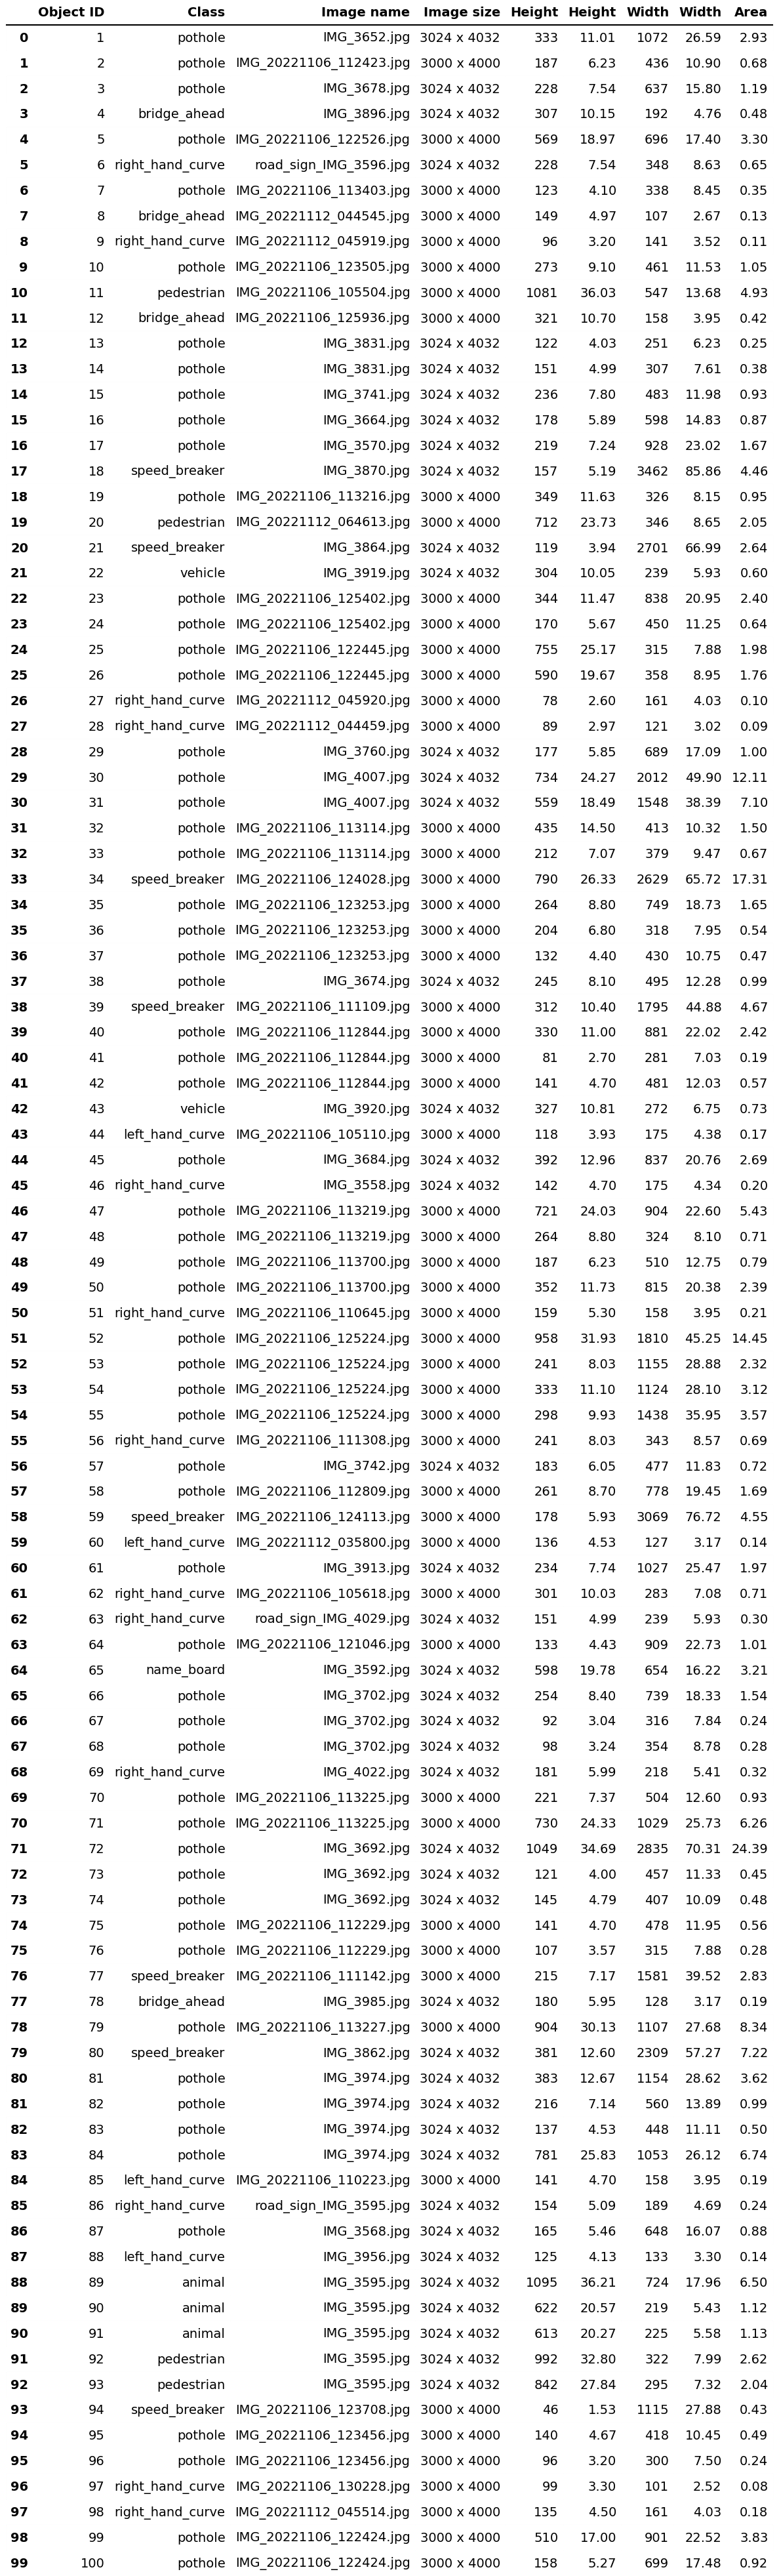 Object ID Class Image name Image size Height Height Width Width Area
0 1 pothole IMG_3652.jpg 3024 x 4032 333 11.01 1072 26.59 2.93
1 2 pothole IMG_20221106_112423.jpg 3000 x 4000 187 6.23 436 10.90 0.68
2 3 pothole IMG_3678.jpg 3024 x 4032 228 7.54 637 15.80 1.19
3 4 bridge_ahead IMG_3896.jpg 3024 x 4032 307 10.15 192 4.76 0.48
4 5 pothole IMG_20221106_122526.jpg 3000 x 4000 569 18.97 696 17.40 3.30
5 6 right_hand_curve road_sign_IMG_3596.jpg 3024 x 4032 228 7.54 348 8.63 0.65
6 7 pothole IMG_20221106_113403.jpg 3000 x 4000 123 4.10 338 8.45 0.35
7 8 bridge_ahead IMG_20221112_044545.jpg 3000 x 4000 149 4.97 107 2.67 0.13
8 9 right_hand_curve IMG_20221112_045919.jpg 3000 x 4000 96 3.20 141 3.52 0.11
9 10 pothole IMG_20221106_123505.jpg 3000 x 4000 273 9.10 461 11.53 1.05
10 11 pedestrian IMG_20221106_105504.jpg 3000 x 4000 1081 36.03 547 13.68 4.93
11 12 bridge_ahead IMG_20221106_125936.jpg 3000 x 4000 321 10.70 158 3.95 0.42
12 13 pothole IMG_3831.jpg 3024 x 4032 122 4.03 251 6.23 0.25
13 14 pothole IMG_3831.jpg 3024 x 4032 151 4.99 307 7.61 0.38
14 15 pothole IMG_3741.jpg 3024 x 4032 236 7.80 483 11.98 0.93
15 16 pothole IMG_3664.jpg 3024 x 4032 178 5.89 598 14.83 0.87
16 17 pothole IMG_3570.jpg 3024 x 4032 219 7.24 928 23.02 1.67
17 18 speed_breaker IMG_3870.jpg 3024 x 4032 157 5.19 3462 85.86 4.46
18 19 pothole IMG_20221106_113216.jpg 3000 x 4000 349 11.63 326 8.15 0.95
19 20 pedestrian IMG_20221112_064613.jpg 3000 x 4000 712 23.73 346 8.65 2.05
20 21 speed_breaker IMG_3864.jpg 3024 x 4032 119 3.94 2701 66.99 2.64
21 22 vehicle IMG_3919.jpg 3024 x 4032 304 10.05 239 5.93 0.60
22 23 pothole IMG_20221106_125402.jpg 3000 x 4000 344 11.47 838 20.95 2.40
23 24 pothole IMG_20221106_125402.jpg 3000 x 4000 170 5.67 450 11.25 0.64
24 25 pothole IMG_20221106_122445.jpg 3000 x 4000 755 25.17 315 7.88 1.98
25 26 pothole IMG_20221106_122445.jpg 3000 x 4000 590 19.67 358 8.95 1.76
26 27 right_hand_curve IMG_20221112_045920.jpg 3000 x 4000 78 2.60 161 4.03 0.10
27 28 right_hand_curve IMG_20221112_044459.jpg 3000 x 4000 89 2.97 121 3.02 0.09
28 29 pothole IMG_3760.jpg 3024 x 4032 177 5.85 689 17.09 1.00
29 30 pothole IMG_4007.jpg 3024 x 4032 734 24.27 2012 49.90 12.11
30 31 pothole IMG_4007.jpg 3024 x 4032 559 18.49 1548 38.39 7.10
31 32 pothole IMG_20221106_113114.jpg 3000 x 4000 435 14.50 413 10.32 1.50
32 33 pothole IMG_20221106_113114.jpg 3000 x 4000 212 7.07 379 9.47 0.67
33 34 speed_breaker IMG_20221106_124028.jpg 3000 x 4000 790 26.33 2629 65.72 17.31
34 35 pothole IMG_20221106_123253.jpg 3000 x 4000 264 8.80 749 18.73 1.65
35 36 pothole IMG_20221106_123253.jpg 3000 x 4000 204 6.80 318 7.95 0.54
36 37 pothole IMG_20221106_123253.jpg 3000 x 4000 132 4.40 430 10.75 0.47
37 38 pothole IMG_3674.jpg 3024 x 4032 245 8.10 495 12.28 0.99
38 39 speed_breaker IMG_20221106_111109.jpg 3000 x 4000 312 10.40 1795 44.88 4.67
39 40 pothole IMG_20221106_112844.jpg 3000 x 4000 330 11.00 881 22.02 2.42
40 41 pothole IMG_20221106_112844.jpg 3000 x 4000 81 2.70 281 7.03 0.19
41 42 pothole IMG_20221106_112844.jpg 3000 x 4000 141 4.70 481 12.03 0.57
42 43 vehicle IMG_3920.jpg 3024 x 4032 327 10.81 272 6.75 0.73
43 44 left_hand_curve IMG_20221106_105110.jpg 3000 x 4000 118 3.93 175 4.38 0.17
44 45 pothole IMG_3684.jpg 3024 x 4032 392 12.96 837 20.76 2.69
45 46 right_hand_curve IMG_3558.jpg 3024 x 4032 142 4.70 175 4.34 0.20
46 47 pothole IMG_20221106_113219.jpg 3000 x 4000 721 24.03 904 22.60 5.43
47 48 pothole IMG_20221106_113219.jpg 3000 x 4000 264 8.80 324 8.10 0.71
48 49 pothole IMG_20221106_113700.jpg 3000 x 4000 187 6.23 510 12.75 0.79
49 50 pothole IMG_20221106_113700.jpg 3000 x 4000 352 11.73 815 20.38 2.39
50 51 right_hand_curve IMG_20221106_110645.jpg 3000 x 4000 159 5.30 158 3.95 0.21
51 52 pothole IMG_20221106_125224.jpg 3000 x 4000 958 31.93 1810 45.25 14.45
52 53 pothole IMG_20221106_125224.jpg 3000 x 4000 241 8.03 1155 28.88 2.32
53 54 pothole IMG_20221106_125224.jpg 3000 x 4000 333 11.10 1124 28.10 3.12
54 55 pothole IMG_20221106_125224.jpg 3000 x 4000 298 9.93 1438 35.95 3.57
55 56 right_hand_curve IMG_20221106_111308.jpg 3000 x 4000 241 8.03 343 8.57 0.69
56 57 pothole IMG_3742.jpg 3024 x 4032 183 6.05 477 11.83 0.72
57 58 pothole IMG_20221106_112809.jpg 3000 x 4000 261 8.70 778 19.45 1.69
58 59 speed_breaker IMG_20221106_124113.jpg 3000 x 4000 178 5.93 3069 76.72 4.55
59 60 left_hand_curve IMG_20221112_035800.jpg 3000 x 4000 136 4.53 127 3.17 0.14
60 61 pothole IMG_3913.jpg 3024 x 4032 234 7.74 1027 25.47 1.97
61 62 right_hand_curve IMG_20221106_105618.jpg 3000 x 4000 301 10.03 283 7.08 0.71
62 63 right_hand_curve road_sign_IMG_4029.jpg 3024 x 4032 151 4.99 239 5.93 0.30
63 64 pothole IMG_20221106_121046.jpg 3000 x 4000 133 4.43 909 22.73 1.01
64 65 name_board IMG_3592.jpg 3024 x 4032 598 19.78 654 16.22 3.21
65 66 pothole IMG_3702.jpg 3024 x 4032 254 8.40 739 18.33 1.54
66 67 pothole IMG_3702.jpg 3024 x 4032 92 3.04 316 7.84 0.24
67 68 pothole IMG_3702.jpg 3024 x 4032 98 3.24 354 8.78 0.28
68 69 right_hand_curve IMG_4022.jpg 3024 x 4032 181 5.99 218 5.41 0.32
69 70 pothole IMG_20221106_113225.jpg 3000 x 4000 221 7.37 504 12.60 0.93
70 71 pothole IMG_20221106_113225.jpg 3000 x 4000 730 24.33 1029 25.73 6.26
71 72 pothole IMG_3692.jpg 3024 x 4032 1049 34.69 2835 70.31 24.39
72 73 pothole IMG_3692.jpg 3024 x 4032 121 4.00 457 11.33 0.45
73 74 pothole IMG_3692.jpg 3024 x 4032 145 4.79 407 10.09 0.48
74 75 pothole IMG_20221106_112229.jpg 3000 x 4000 141 4.70 478 11.95 0.56
75 76 pothole IMG_20221106_112229.jpg 3000 x 4000 107 3.57 315 7.88 0.28
76 77 speed_breaker IMG_20221106_111142.jpg 3000 x 4000 215 7.17 1581 39.52 2.83
77 78 bridge_ahead IMG_3985.jpg 3024 x 4032 180 5.95 128 3.17 0.19
78 79 pothole IMG_20221106_113227.jpg 3000 x 4000 904 30.13 1107 27.68 8.34
79 80 speed_breaker IMG_3862.jpg 3024 x 4032 381 12.60 2309 57.27 7.22
80 81 pothole IMG_3974.jpg 3024 x 4032 383 12.67 1154 28.62 3.62
81 82 pothole IMG_3974.jpg 3024 x 4032 216 7.14 560 13.89 0.99
82 83 pothole IMG_3974.jpg 3024 x 4032 137 4.53 448 11.11 0.50
83 84 pothole IMG_3974.jpg 3024 x 4032 781 25.83 1053 26.12 6.74
84 85 left_hand_curve IMG_20221106_110223.jpg 3000 x 4000 141 4.70 158 3.95 0.19
85 86 right_hand_curve road_sign_IMG_3595.jpg 3024 x 4032 154 5.09 189 4.69 0.24
86 87 pothole IMG_3568.jpg 3024 x 4032 165 5.46 648 16.07 0.88
87 88 left_hand_curve IMG_3956.jpg 3024 x 4032 125 4.13 133 3.30 0.14
88 89 animal IMG_3595.jpg 3024 x 4032 1095 36.21 724 17.96 6.50
89 90 animal IMG_3595.jpg 3024 x 4032 622 20.57 219 5.43 1.12
90 91 animal IMG_3595.jpg 3024 x 4032 613 20.27 225 5.58 1.13
91 92 pedestrian IMG_3595.jpg 3024 x 4032 992 32.80 322 7.99 2.62
92 93 pedestrian IMG_3595.jpg 3024 x 4032 842 27.84 295 7.32 2.04
93 94 speed_breaker IMG_20221106_123708.jpg 3000 x 4000 46 1.53 1115 27.88 0.43
94 95 pothole IMG_20221106_123456.jpg 3000 x 4000 140 4.67 418 10.45 0.49
95 96 pothole IMG_20221106_123456.jpg 3000 x 4000 96 3.20 300 7.50 0.24
96 97 right_hand_curve IMG_20221106_130228.jpg 3000 x 4000 99 3.30 101 2.52 0.08
97 98 right_hand_curve IMG_20221112_045514.jpg 3000 x 4000 135 4.50 161 4.03 0.18
98 99 pothole IMG_20221106_122424.jpg 3000 x 4000 510 17.00 901 22.52 3.83
99 100 pothole IMG_20221106_122424.jpg 3000 x 4000 158 5.27 699 17.48 0.92